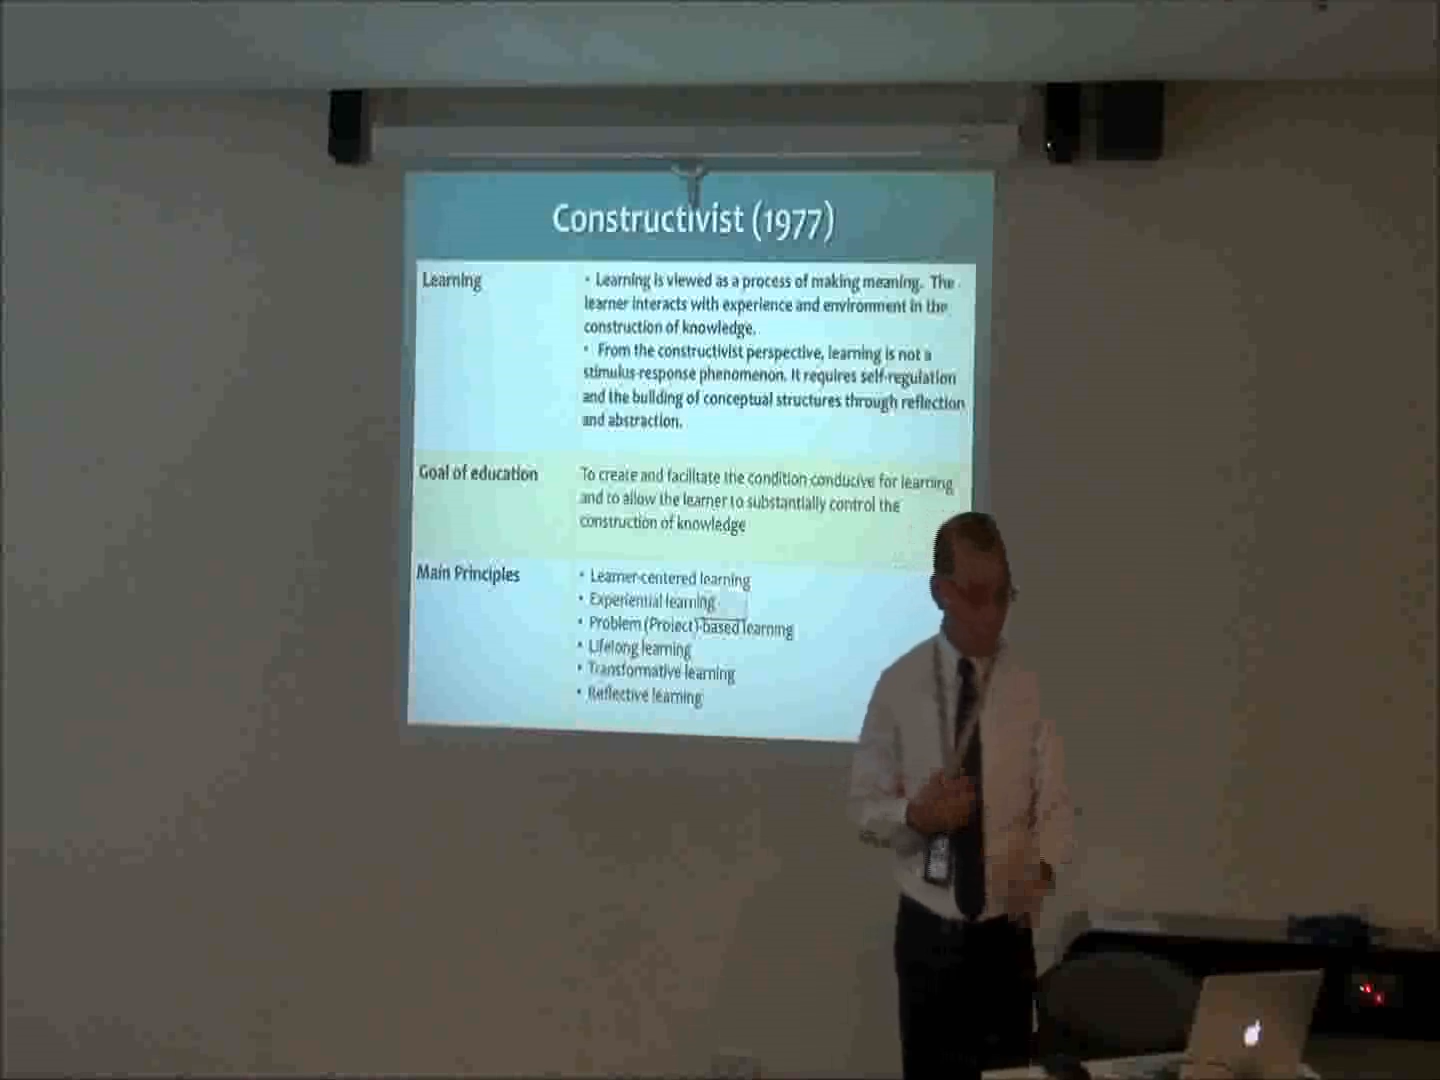 Constructivist (1977)
Learning
• Learning is viewed as a process of making meaning. The
learner interacts with experience and environment in the
construction of knowledge.
• From the constructivist perspective, learning is not a
stimulus-response phenomenon. It requires self-regulation
and the building of conceptual structures through reflection
and abstraction.
Goal of education
To create and facilitate the condition conducive for learning
and to allow the learner to substantially control the
construction of knowledge
Main Principles
• Learner-centered learning
• Experiential learning
• Problem (Project)-based learning
• Lifelong learning
• Transformative learning
• Reflective learning